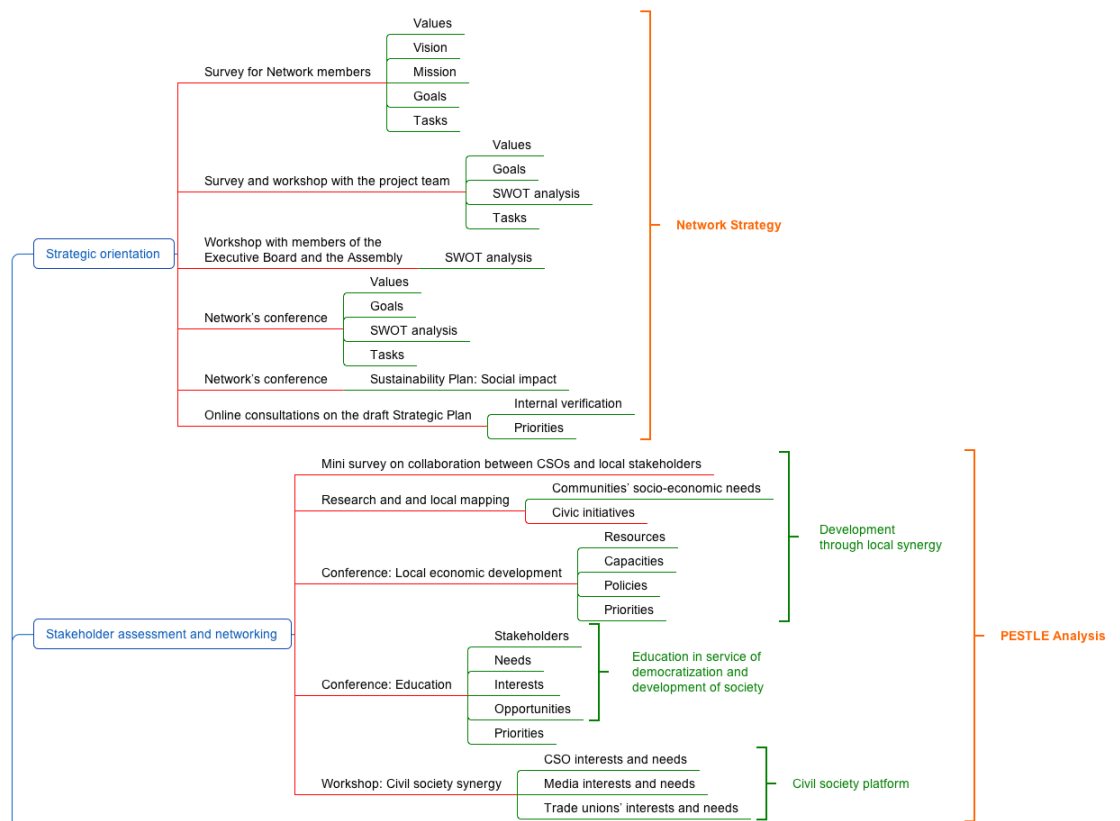 Values
Vision
Survey for Network members
Mission
Goals
Tasks
Values
Goals
Survey and workshop with the project team
SWOT analysis
Tasks
Network Strategy
Strategic orientation
Workshop with members of the
Executive Board and the Assembly
SWOT analysis
Values
Goals
Network's conference
SWOT analysis
Tasks
Network's conference
Sustainability Plan: Social impact
Online consultations on the draft Strategic Plan
Internal verification
Priorities
Mini survey on collaboration between CSOs and local stakeholders
Research and and local mapping
Communities' socio-economic needs
Civic initiatives
Development
through local synergy
Conference: Local economic development
Resources
Capacities
Policies
Priorities
Stakeholder assessment and networking
PESTLE Analysis
Conference: Education
Stakeholders
Needs
Interests
Opportunities
Priorities
Education in service of
democratization and
development of society
Workshop: Civil society synergy
CSO interests and needs
Media interests and needs
Trade unions' interests and needs
Civil society platform